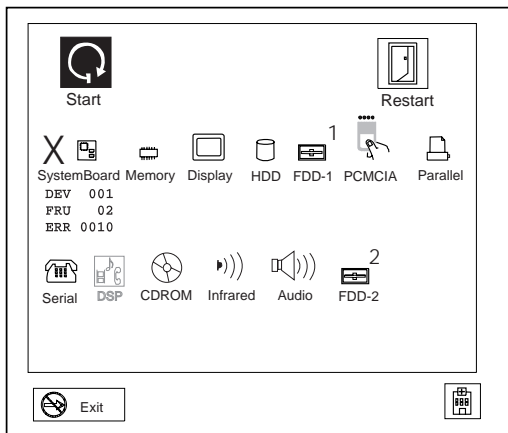 Start
Restart
1
X
SystemBoard Memory Display HDD FDD-1 PCMCIA Parallel
DEV 001
FRU 02
ERR 0010
2
Serial DSP CDROM Infrared Audio FDD-2
Exit